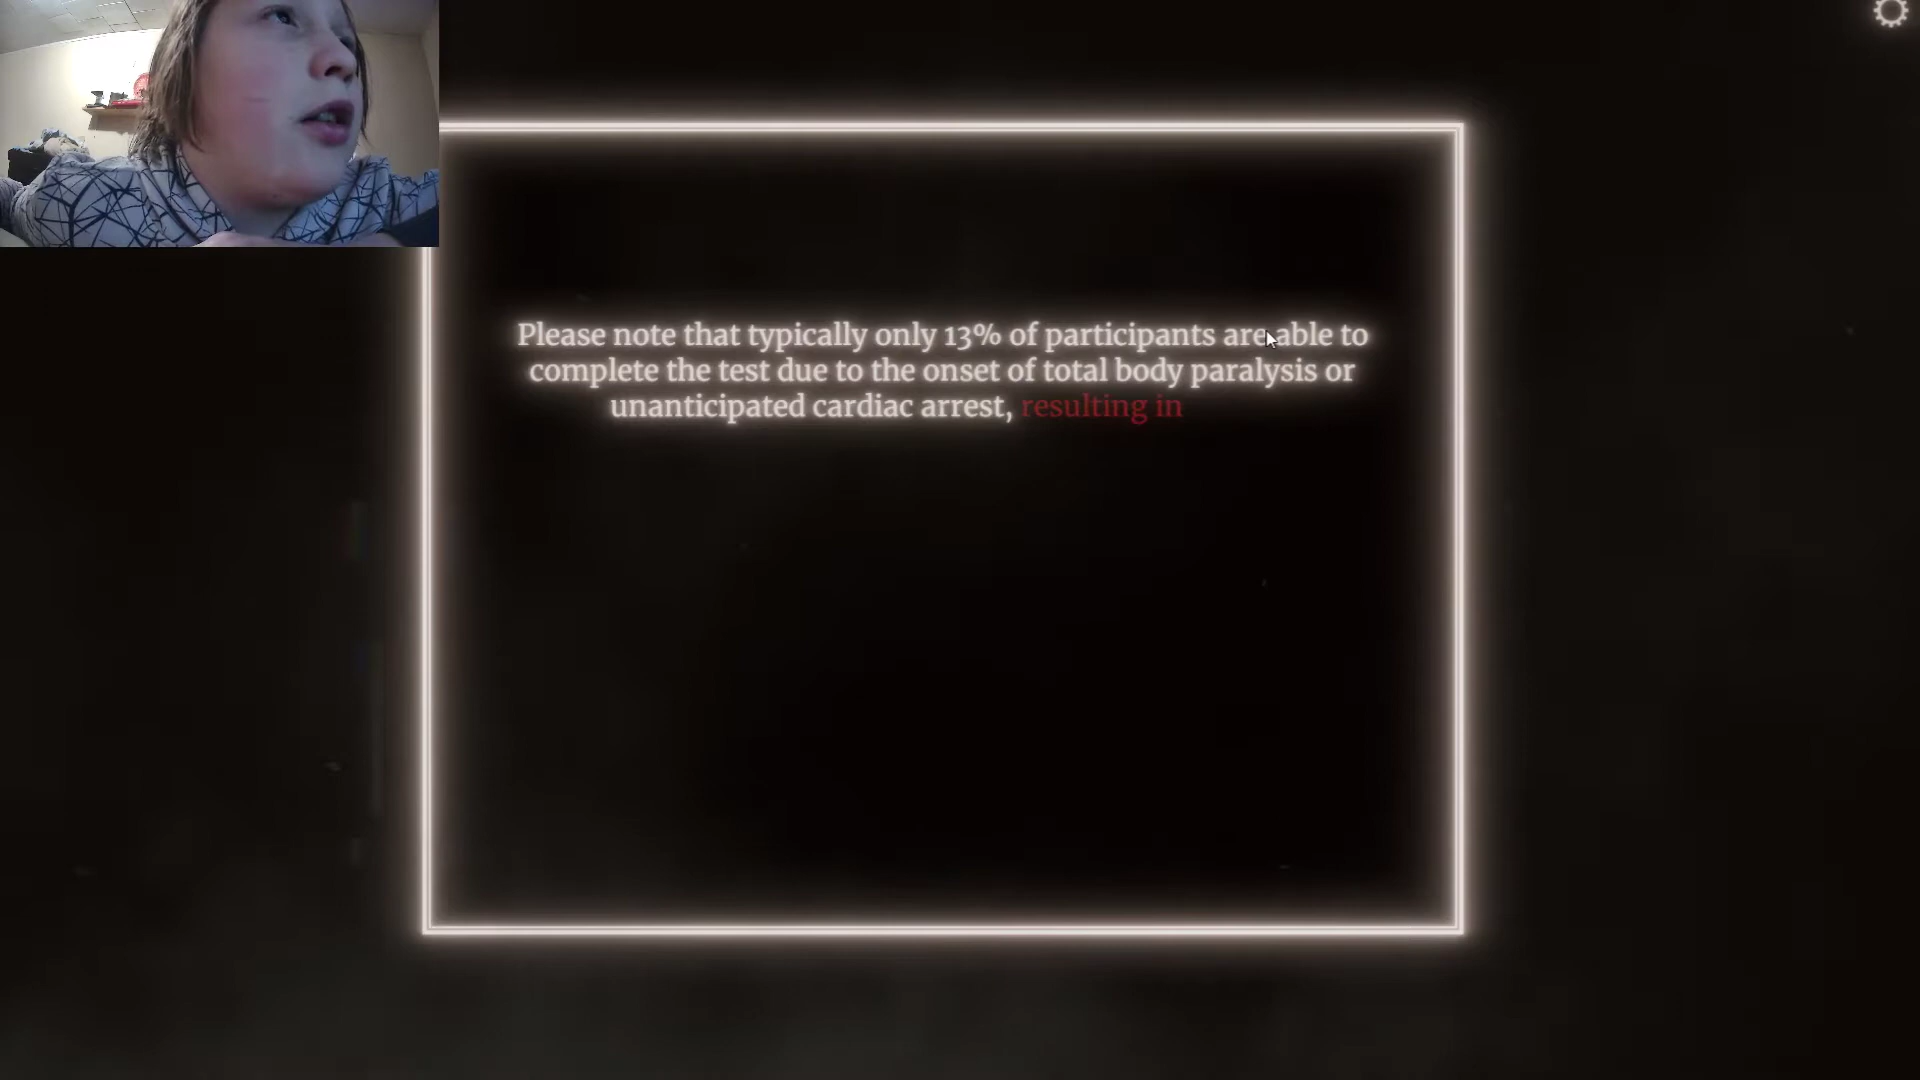 Please note that typically only 13% of participants are able to
complete the test due to the onset of total body paralysis or
unanticipated cardiac arrest, resulting in